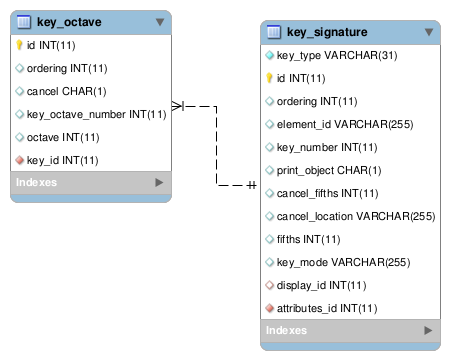 key_octave
id INT(11)
ordering INT(11)
cancel CHAR(1)
key_octave_number INT(11)
octave INT(11)
key_id INT(11)
Indexes
key_signature
key_type VARCHAR(31)
id INT(11)
ordering INT(11)
element_id VARCHAR(255)
key_number INT(11)
print_object CHAR(1)
cancel_fifths INT(11)
cancel_location VARCHAR(255)
fifths INT(11)
key_mode VARCHAR(255)
display_id INT(11)
attributes_id INT(11)
Indexes